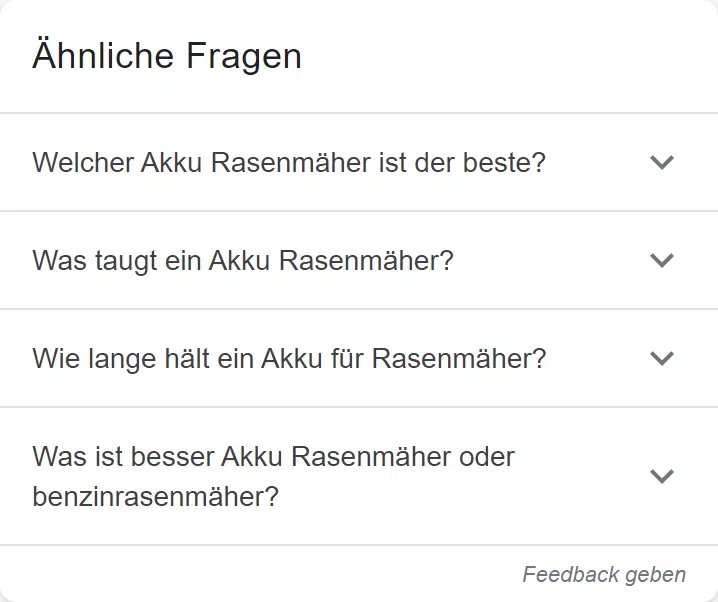 Ähnliche Fragen
Welcher Akku Rasenmäher ist der beste?
Was taugt ein Akku Rasenmäher?
Wie lange hält ein Akku für Rasenmäher?
Was ist besser Akku Rasenmäher oder
benzinrasenmäher?
Feedback geben